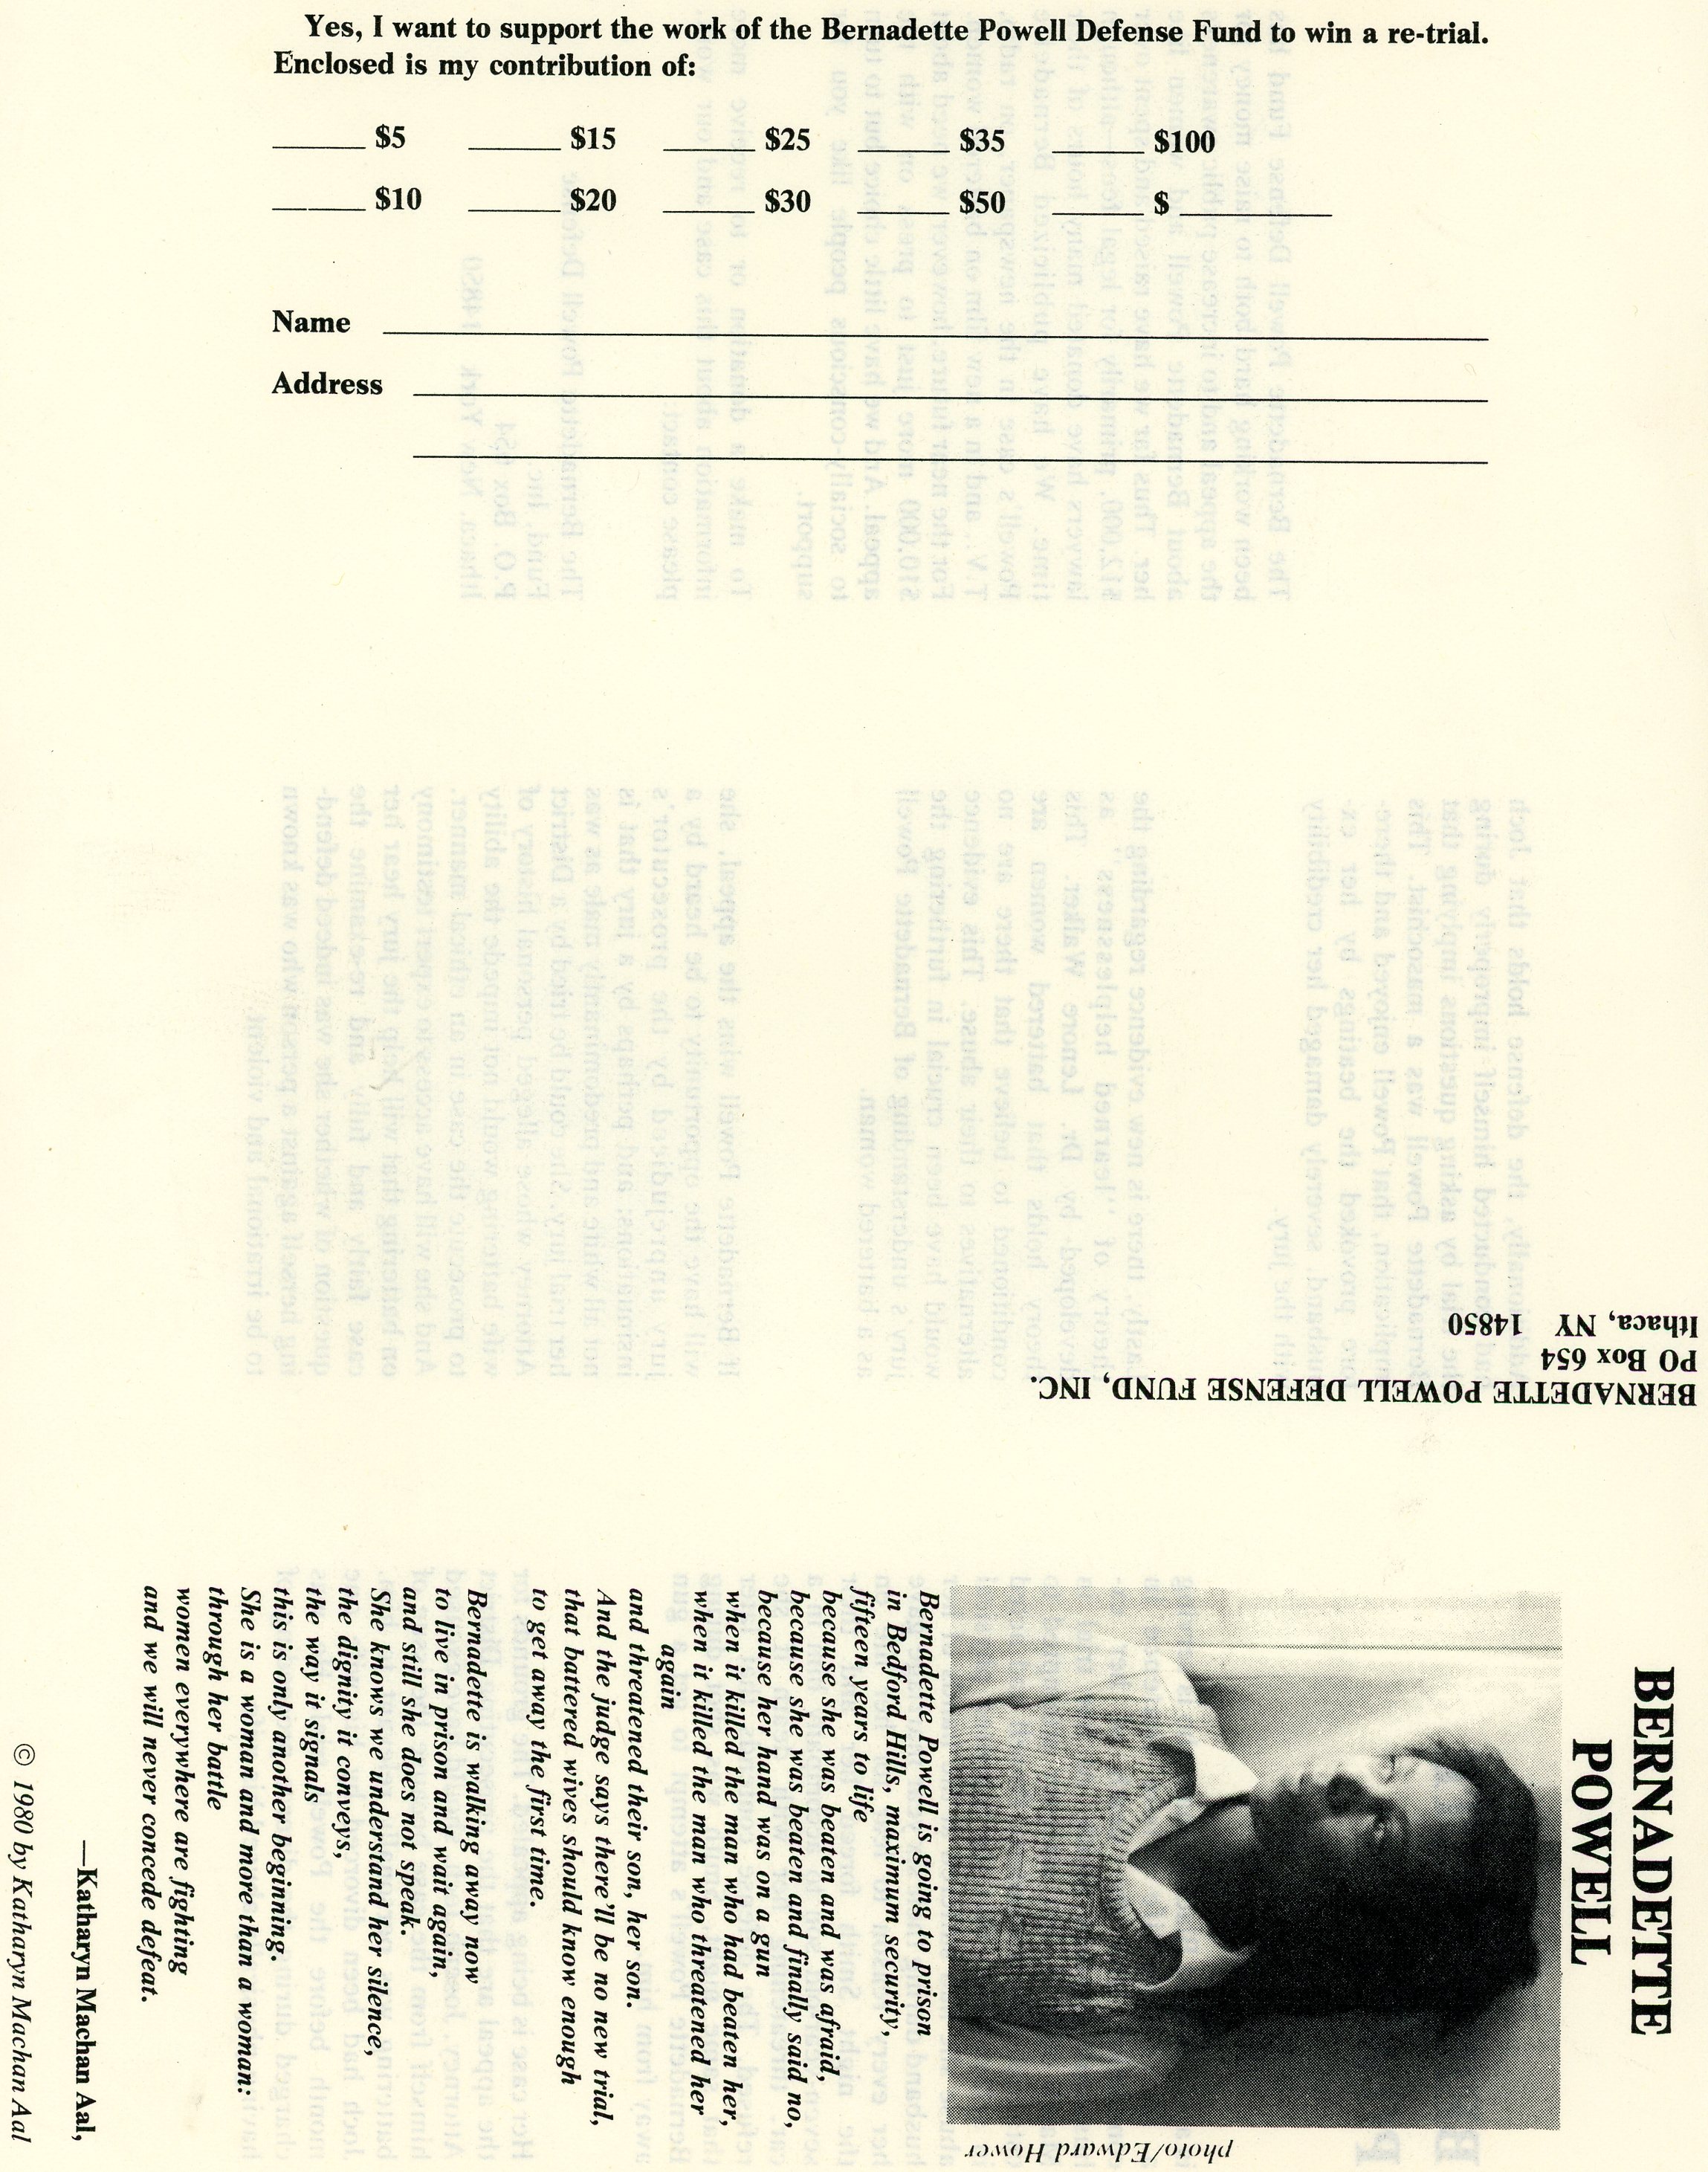 Yes, I want to support the work of the Bernadette Powell Defense Fund to win a re-trial.
Enclosed is my contribution of:
$5 $15 $25 $35 $100
$10 $20 $30 $50 $
Name
Address
BERNADETTE POWELL DEFENSE FUND, INC.
PO Box 654
Ithaca, NY 14850
BERNADETTE
POWELL
photo/Edward Hower
Bernadette Powell is going to prison
in Bedford Hills, maximum security,
fifteen years to life
because she was beaten and was afraid,
because she was beaten and finally said no,
because her hand was on a gun
when it killed the man who had beaten her,
when it killed the man who threatened her
again
and threatened their son, her son.
And the judge says there'll be no new trial,
that battered wives should know enough
to get away the first time.
Bernadette is walking away now
to live in prison and wait again,
and still she does not speak.
She knows we understand her silence,
the dignity it conveys,
the way it signals
this is only another beginning.
She is a woman and more than a woman:
through her battle
women everywhere are fighting
and we will never concede defeat.
—Katharyn Machan Aal,
© 1980 by Katharyn Machan Aal